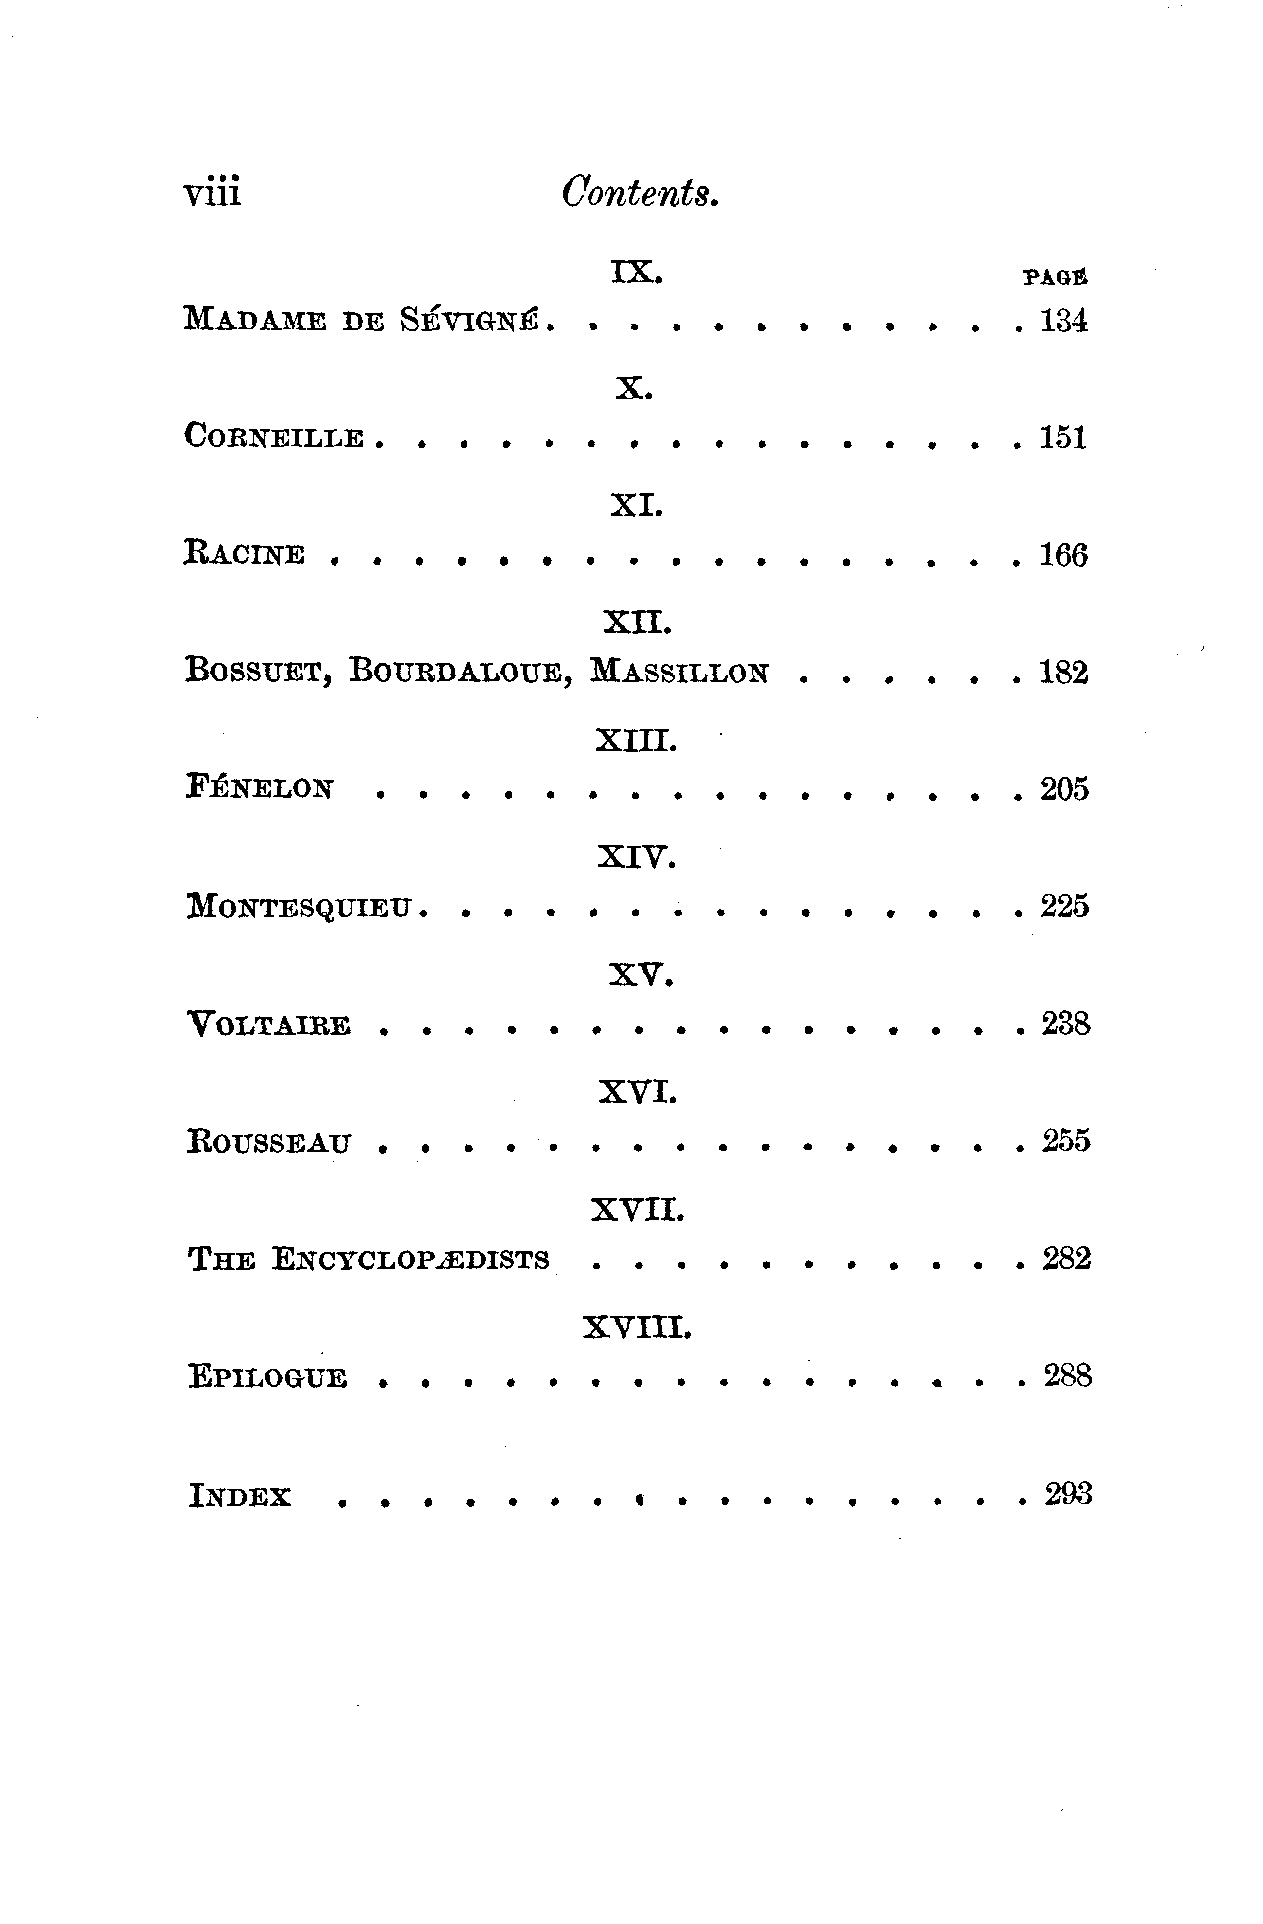 viii Contents.
IX. PAGE
MADAME DE SÉVIGNÉ. . . . . . . . . . . . 134
X.
CORNEILLE . . . . . . . . . . . . . . . . 151
XI.
RACINE . . . . . . . . . . . . . . . . . 166
XII.
BOSSUET, BOURDALOUE, MASSILLON . . . . . . 182
XIII.
FÉNELON . . . . . . . . . . . . . . . . 205
XIV.
MONTESQUIEU . . . . . . . . . . . . . . . 225
XV.
VOLTAIRE . . . . . . . . . . . . . . . . 238
XVI.
ROUSSEAU . . . . . . . . . . . . . . . . 255
XVII.
THE ENCYCLOPÆDISTS . . . . . . . . . . . 282
XVIII.
EPILOGUE . . . . . . . . . . . . . . . . 288
INDEX . . . . . . . . . . . . . . . . . 293